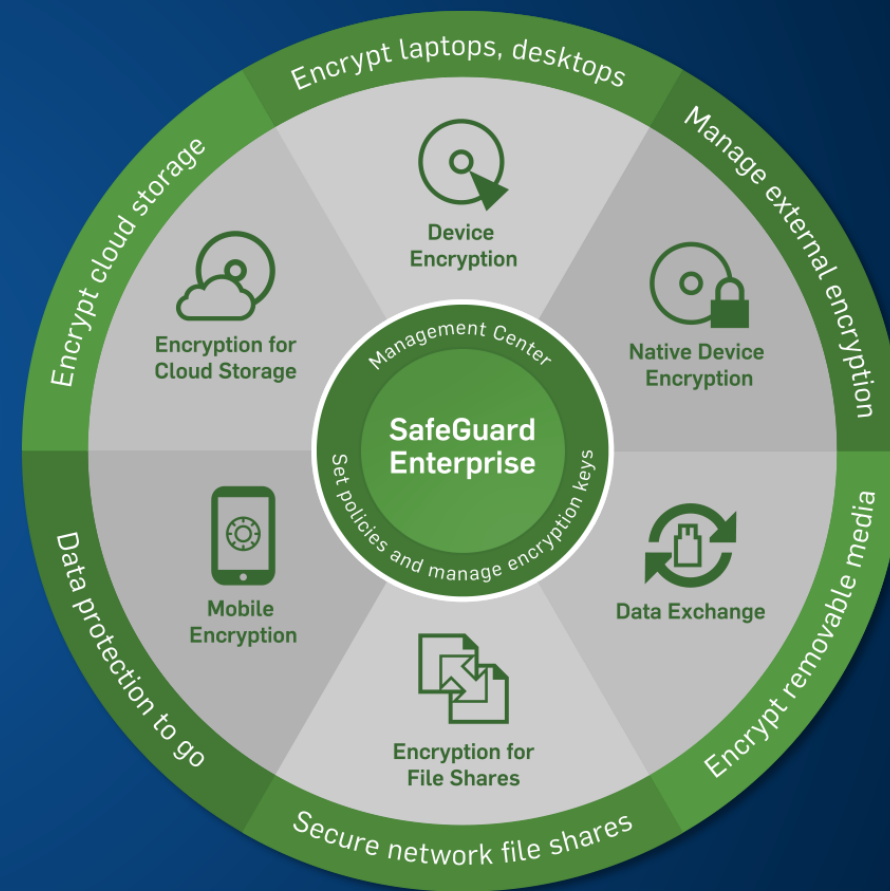 Encrypt laptops, desktops
Device
Encryption
Manage external encryption
Native Device
Encryption
Encrypt removable media
Data Exchange
Secure network file shares
Encryption for
File Shares
Data protection to go
Mobile
Encryption
Encrypt cloud storage
Encryption for
Cloud Storage
Management Center
SafeGuard
Enterprise
Set policies and manage encryption keys